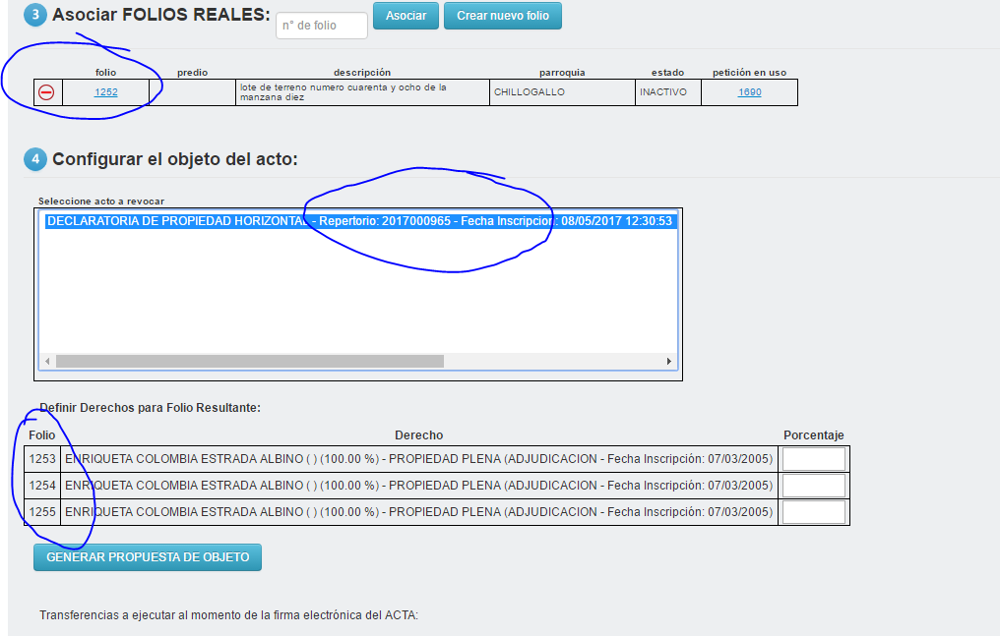 3 Asociar FOLIOS REALES: n° de folio Asociar Crear nuevo folio
folio predio descripción parroquia estado petición en uso
1252 lote de terreno numero cuarenta y ocho de la manzana diez CHILLOGALLO INACTIVO 1690
4 Configurar el objeto del acto:
Seleccione acto a revocar
DECLARATORIA DE PROPIEDAD HORIZONTAL - Repertorio: 2017000965 - Fecha Inscripcion: 08/05/2017 12:30:53
Definir Derechos para Folio Resultante:
Folio Derecho Porcentaje
1253 ENRIQUETA COLOMBIA ESTRADA ALBINO ( ) (100.00 %) - PROPIEDAD PLENA (ADJUDICACION - Fecha Inscripción: 07/03/2005)
1254 ENRIQUETA COLOMBIA ESTRADA ALBINO ( ) (100.00 %) - PROPIEDAD PLENA (ADJUDICACION - Fecha Inscripción: 07/03/2005)
1255 ENRIQUETA COLOMBIA ESTRADA ALBINO ( ) (100.00 %) - PROPIEDAD PLENA (ADJUDICACION - Fecha Inscripción: 07/03/2005)
GENERAR PROPUESTA DE OBJETO
Transferencias a ejecutar al momento de la firma electrónica del ACTA: